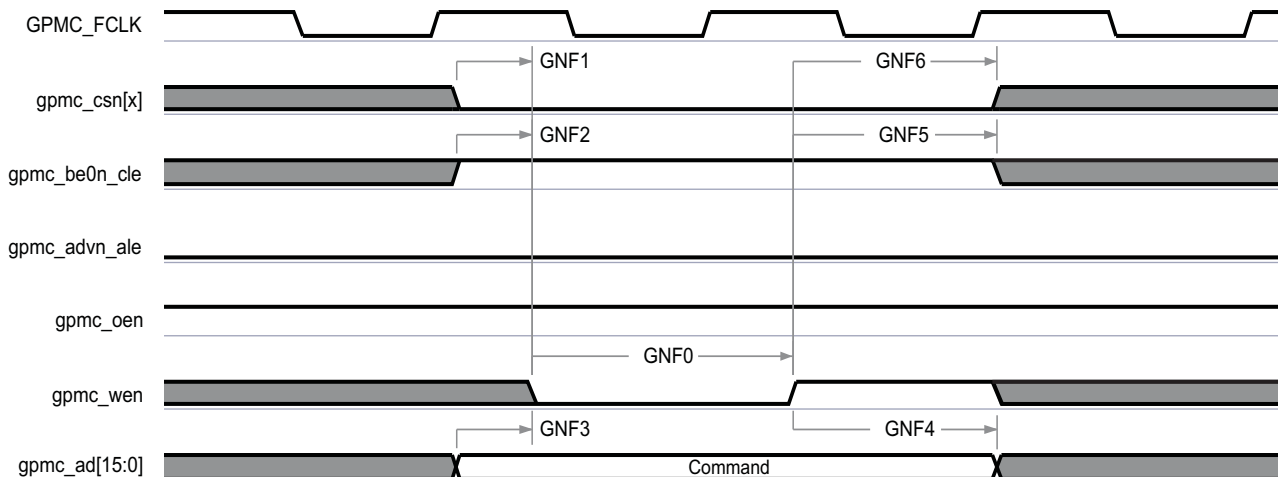 GPMC_FCLK
GNF1 GNF6
gpmc_csn[x]
GNF2 GNF5
gpmc_be0n_cle
gpmc_advn_ale
gpmc_oen
GNF0
gpmc_wen
GNF3 GNF4
gpmc_ad[15:0] Command